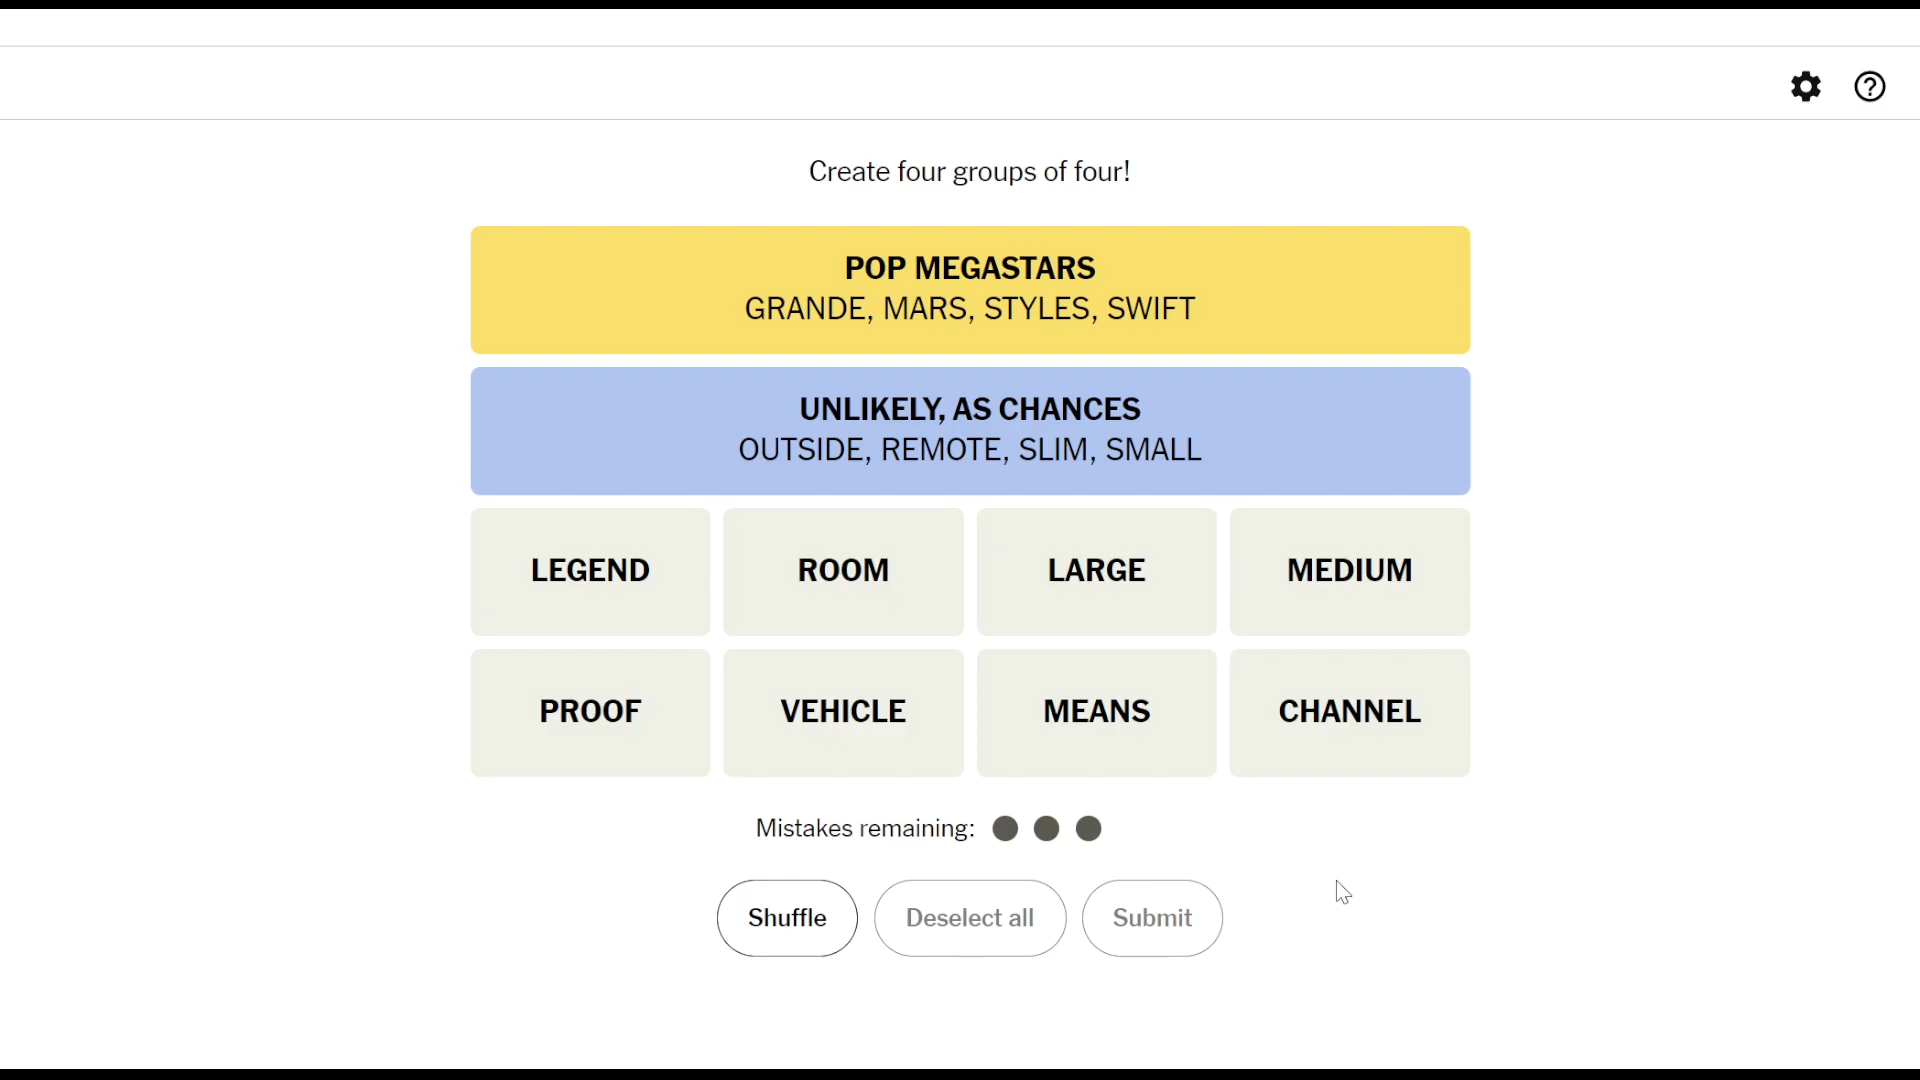 Create four groups of four!
POP MEGASTARS
GRANDE, MARS, STYLES, SWIFT
UNLIKELY, AS CHANCES
OUTSIDE, REMOTE, SLIM, SMALL
LEGEND ROOM LARGE MEDIUM
PROOF VEHICLE MEANS CHANNEL
Mistakes remaining:
Shuffle Deselect all Submit